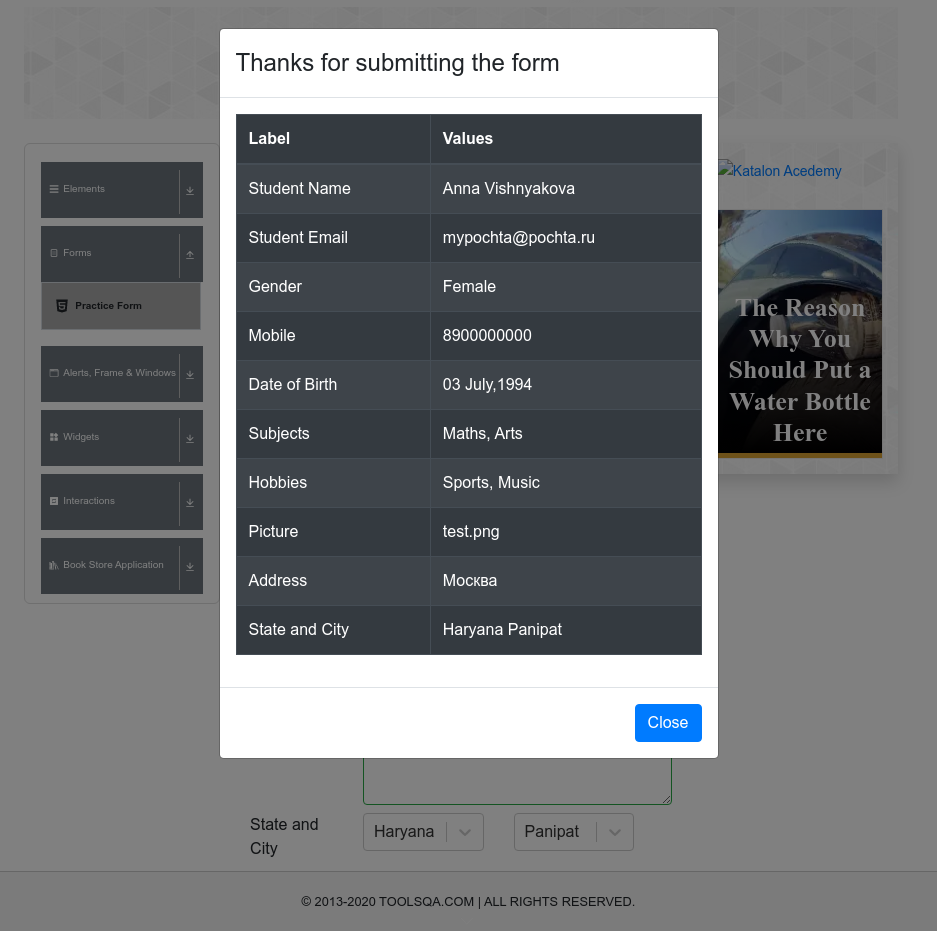 Thanks for submitting the form
Label Values
Student Name Anna Vishnyakova
Student Email mypochta@pochta.ru
Gender Female
Mobile 8900000000
Date of Birth 03 July,1994
Subjects Maths, Arts
Hobbies Sports, Music
Picture test.png
Address Москва
State and City Haryana Panipat
Close
Elements
Forms
Practice Form
Alerts, Frame & Windows
Widgets
Interactions
Book Store Application
Katalon Acedemy
The Reason
Why You
Should Put a
Water Bottle
Here
State and
City
Haryana
Panipat
© 2013-2020 TOOLSQA.COM | ALL RIGHTS RESERVED.